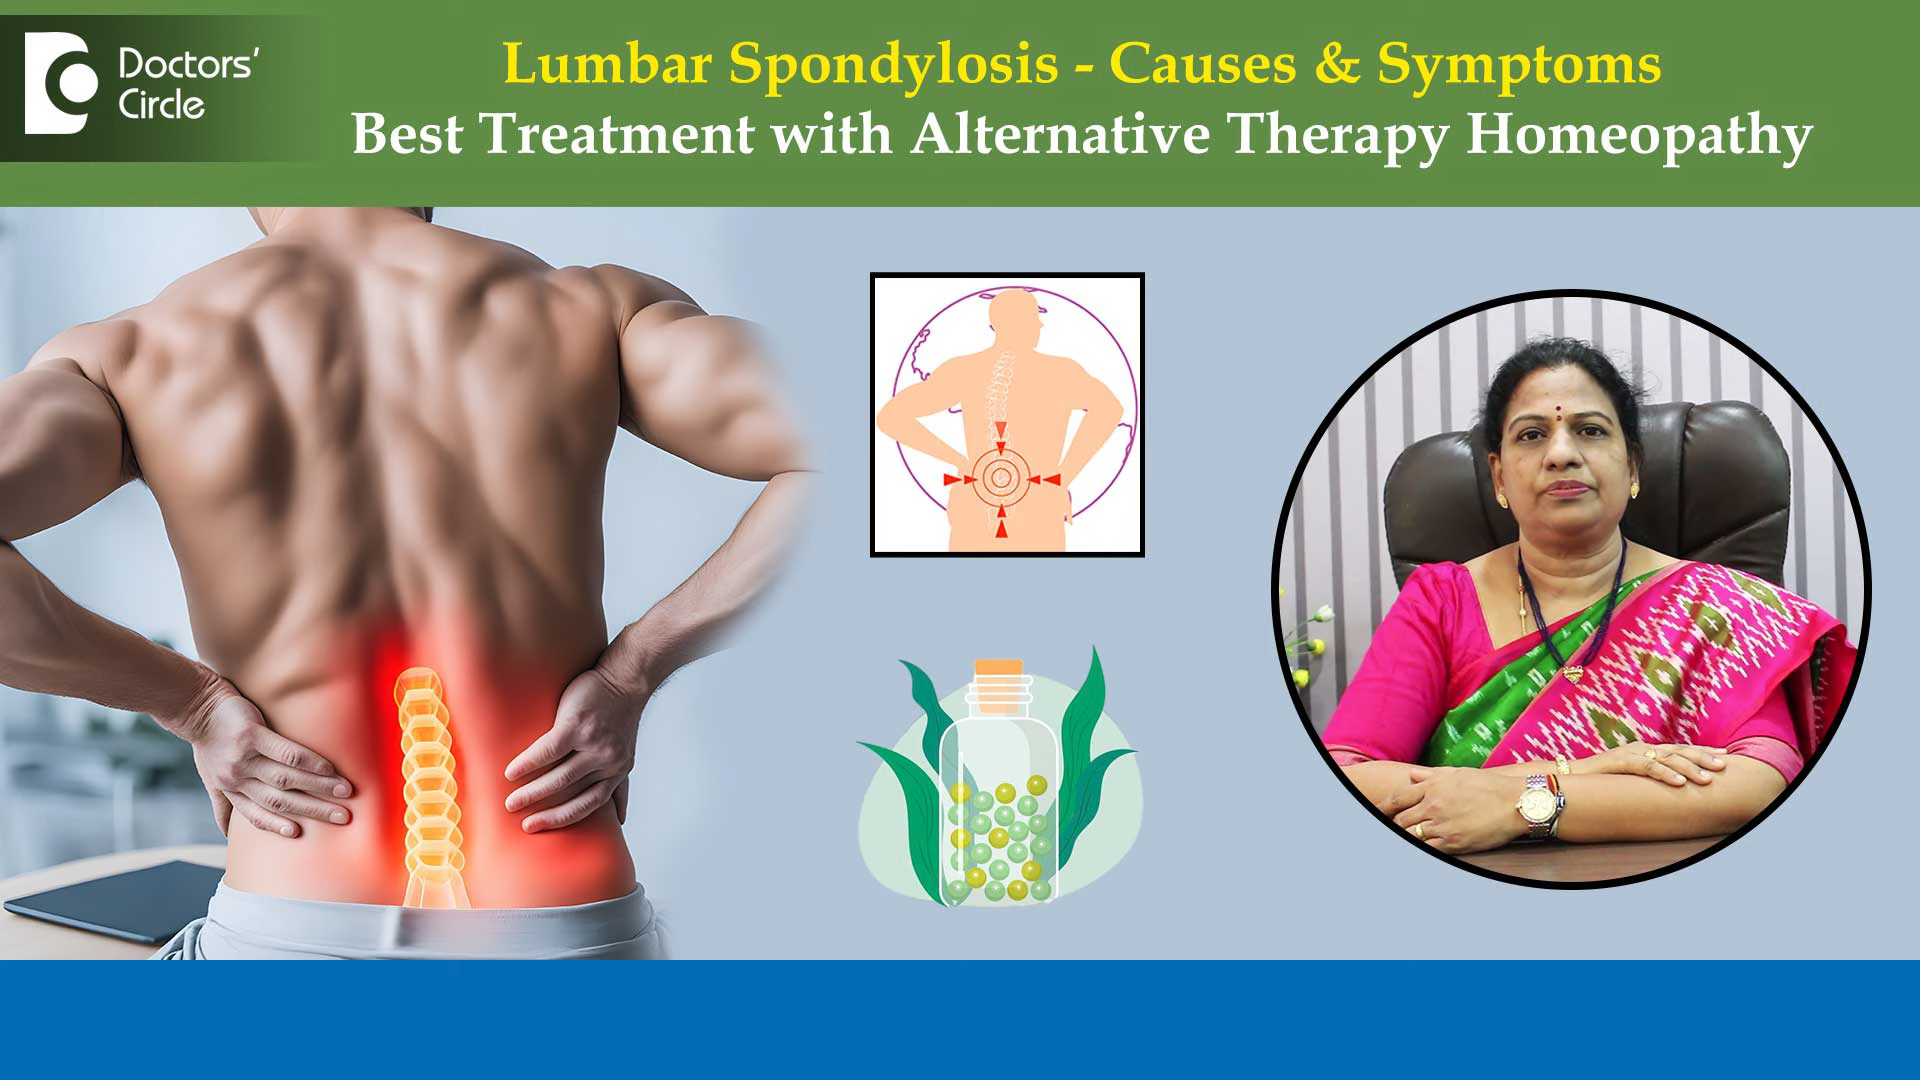 Doctors'
Circle
Lumbar Spondylosis - Causes & Symptoms
Best Treatment with Alternative Therapy Homeopathy